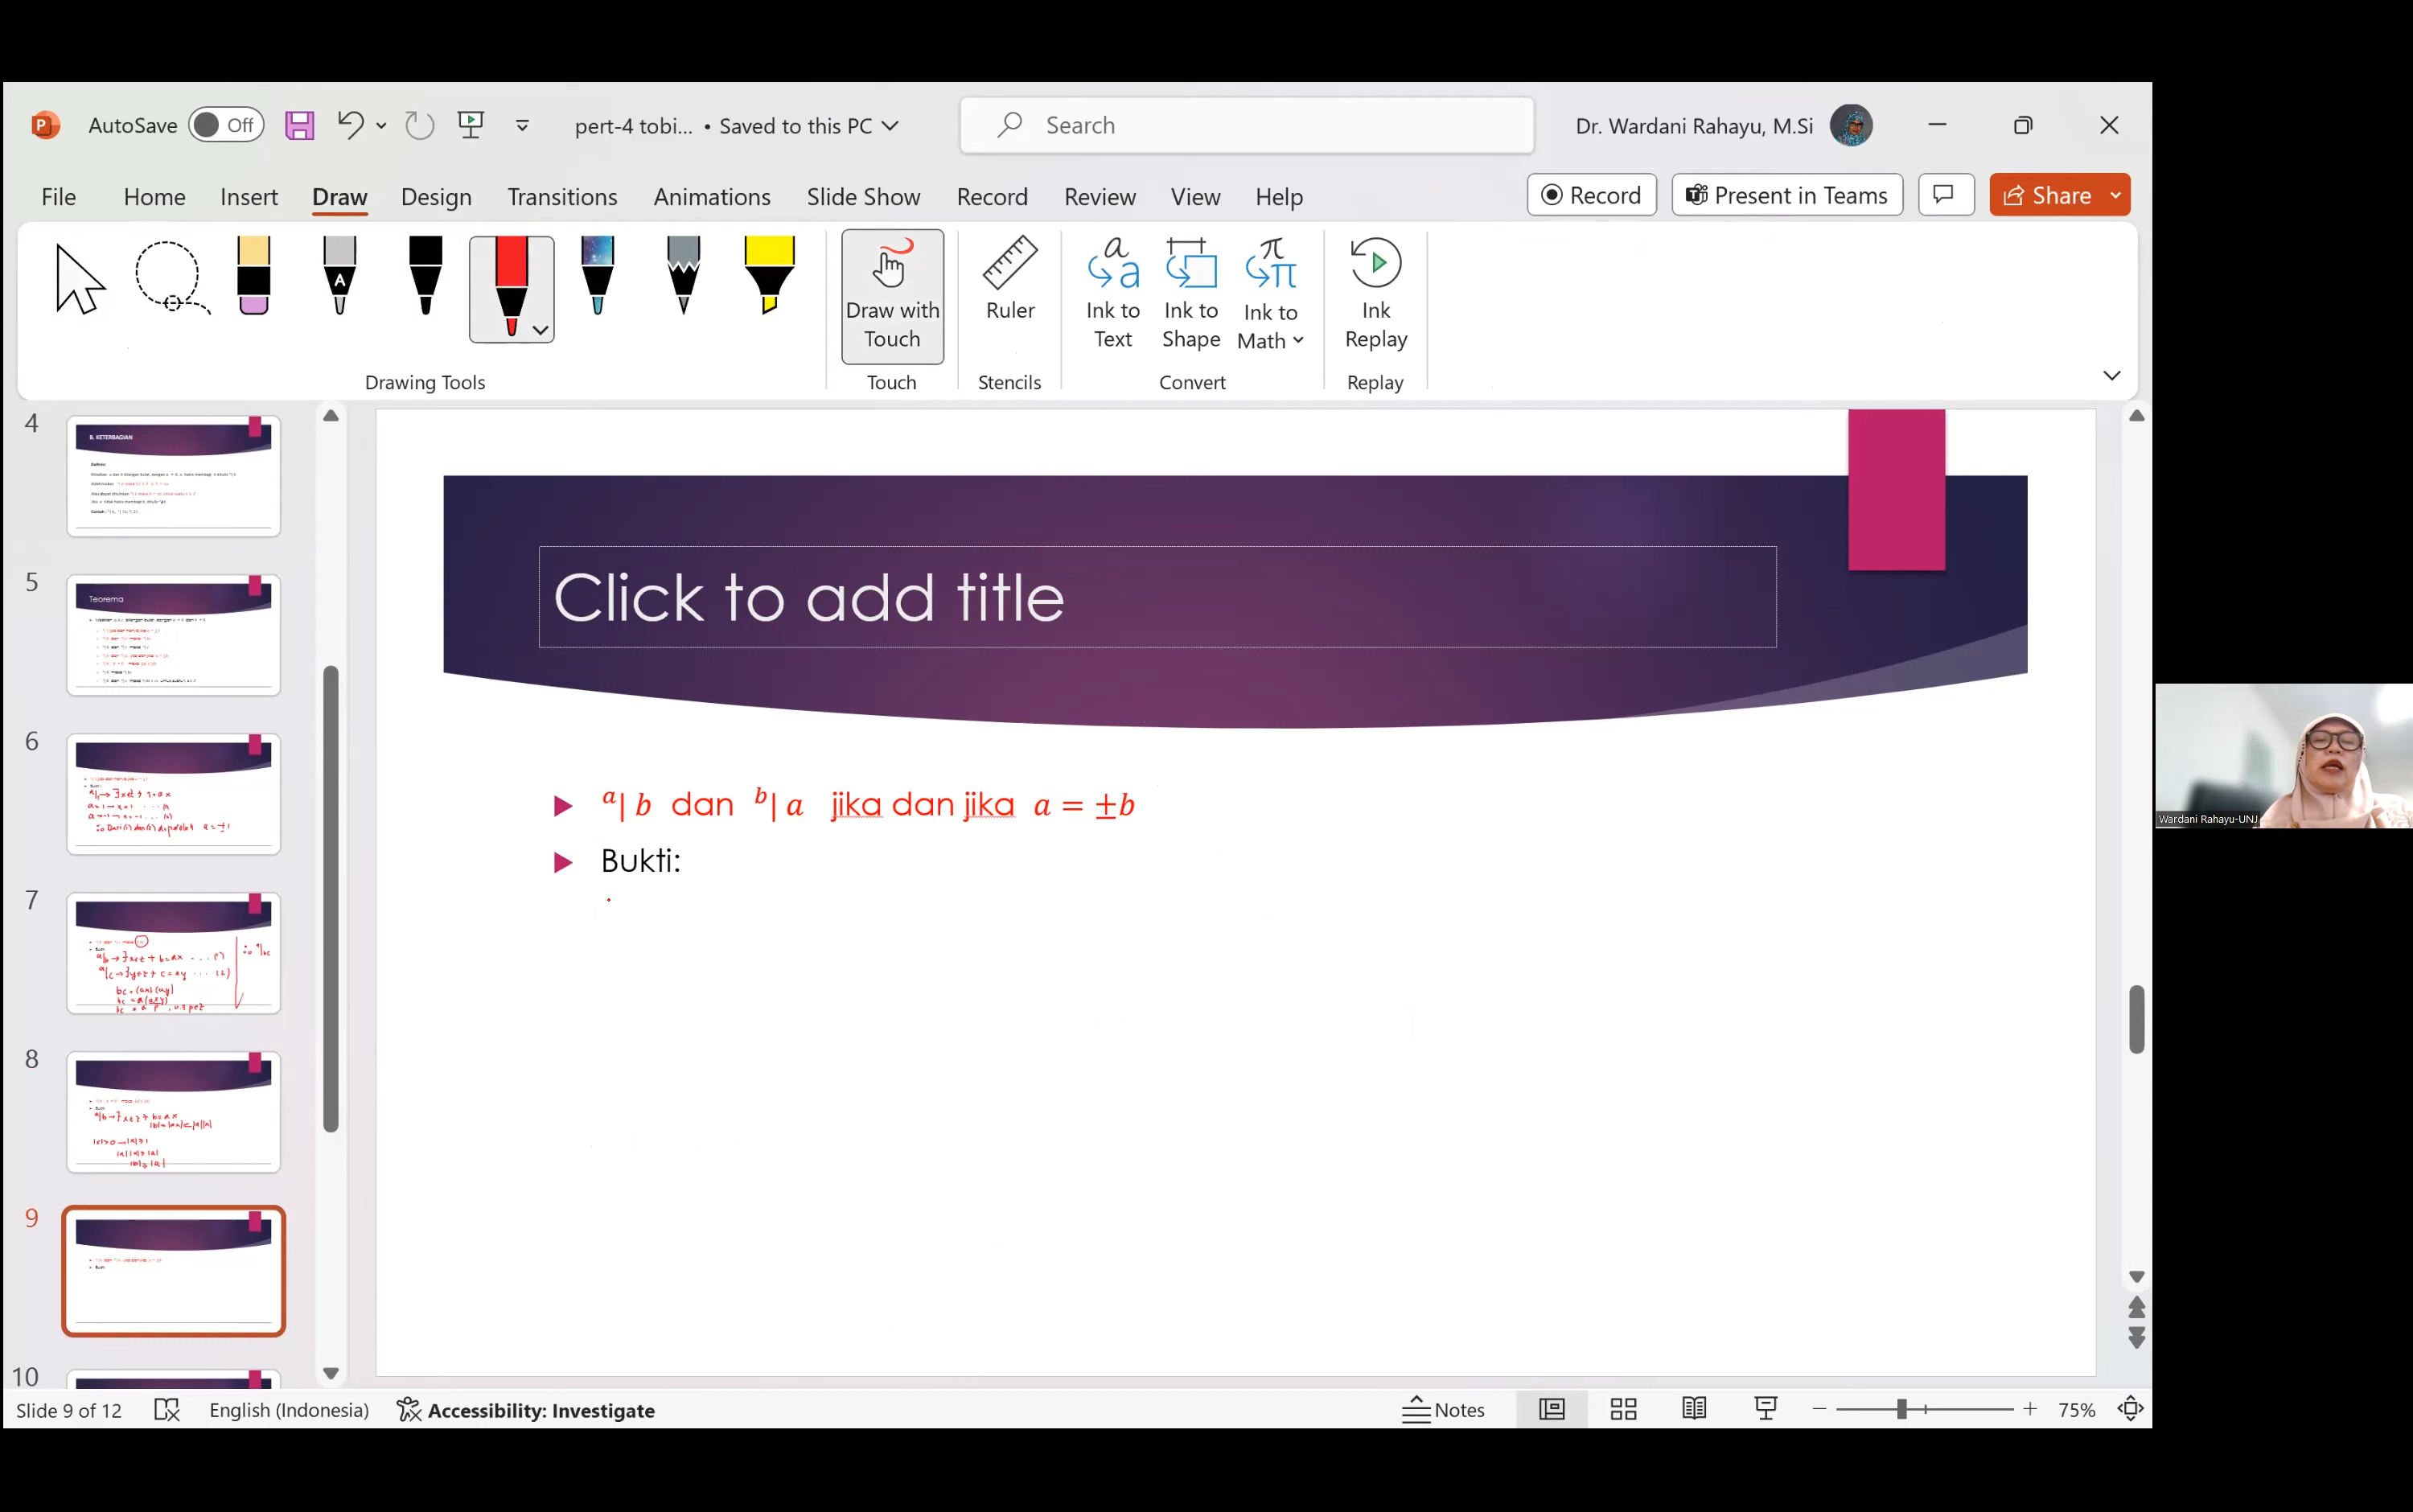 AutoSave Off pert-4 tobi... • Saved to this PC Search Dr. Wardani Rahayu, M.Si
File Home Insert Draw Design Transitions Animations Slide Show Record Review View Help Record Present in Teams Share
Draw with Touch
Ruler
Ink to Text
Ink to Shape
Ink to Math
Ink Replay
Drawing Tools Touch Stencils Convert Replay
4
B. KETERBAGIAN
5
Teorema
6
7
8
9
10
Click to add title
ᵃ| b dan ᵇ| a jika dan jika a = ±b
Bukti:
Wardani Rahayu-UNJ
Slide 9 of 12 English (Indonesia) Accessibility: Investigate Notes 75%